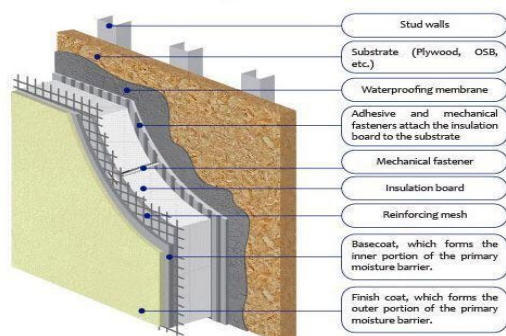 Stud walls
Substrate (Plywood, OSB,
etc.)
Waterproofing membrane
Adhesive and mechanical
fasteners attach the insulation
board to the substrate
Mechanical fastener
Insulation board
Reinforcing mesh
Basecoat, which forms the
inner portion of the primary
moisture barrier.
Finish coat, which forms the
outer portion of the primary
moisture barrier.